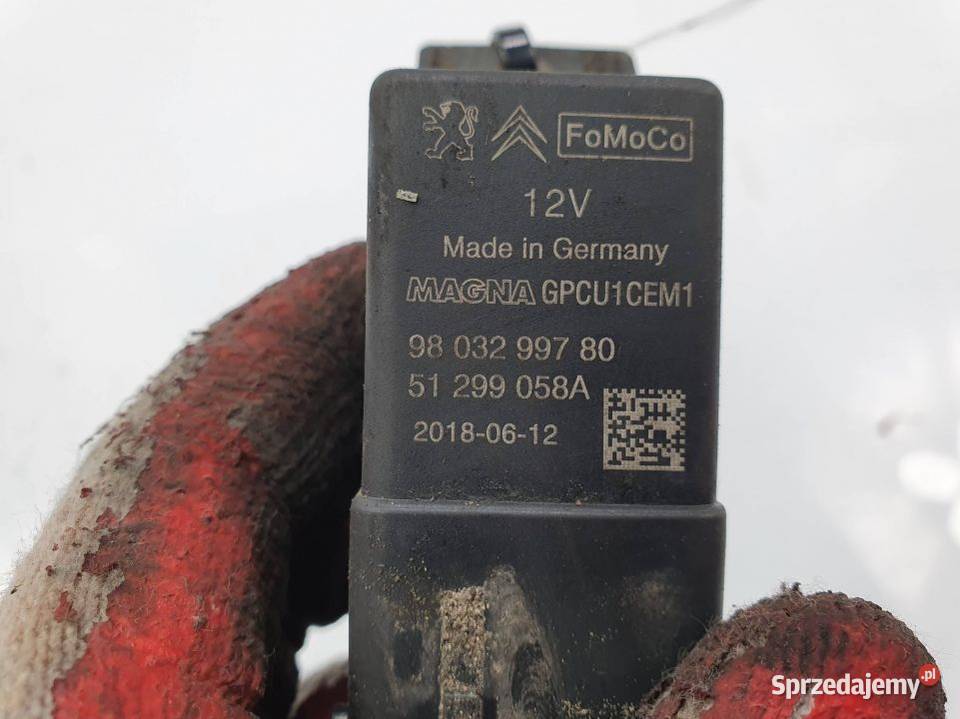 FoMoCo
12V
Made in Germany
MAGNA GPCU1CEM1
98 032 997 80
51 299 058A
2018-06-12
Sprzedajemy.pl